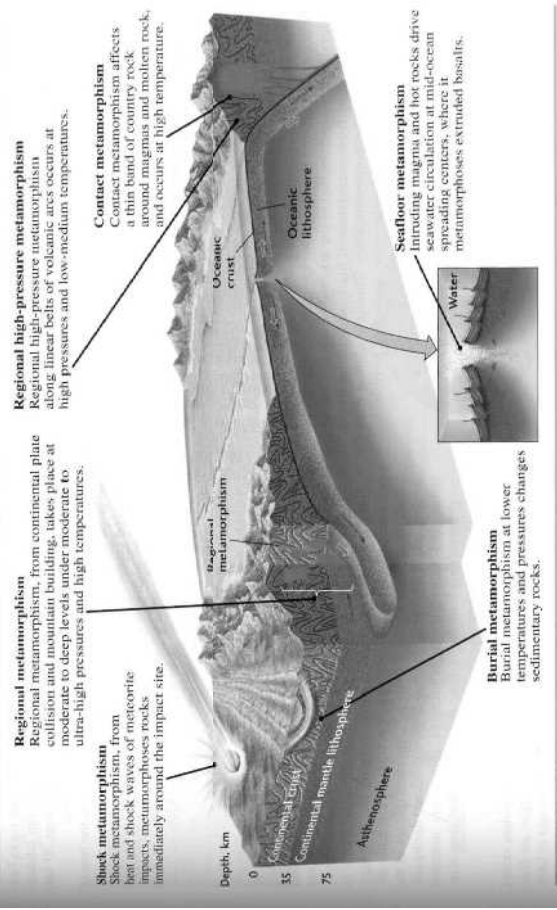 Regional metamorphism
Regional metamorphism, from continental plate
collision and mountain building, takes place at
moderate to deep levels under moderate to
ultra-high pressures and high temperatures.
Regional high-pressure metamorphism
Regional high-pressure metamorphism
along linear belts of volcanic arcs occurs at
high pressures and low-medium temperatures.
Shock metamorphism
Shock metamorphism, from
heat and shock waves of meteorite
impacts, metamorphoses rocks
immediately around the impact site.
Contact metamorphism
Contact metamorphism affects
a thin band of country rock
around magmas and molten rock,
and occurs at high temperature.
Depth, km
0
35
75
Continental crust
Continental mantle lithosphere
Asthenosphere
Regional
metamorphism
Oceanic
crust
Oceanic
lithosphere
Burial metamorphism
Burial metamorphism at lower
temperatures and pressures changes
sedimentary rocks.
Water
Seafloor metamorphism
Intruding magma and hot rocks drive
seawater circulation at mid-ocean
spreading centers, where it
metamorphoses extruded basalts.